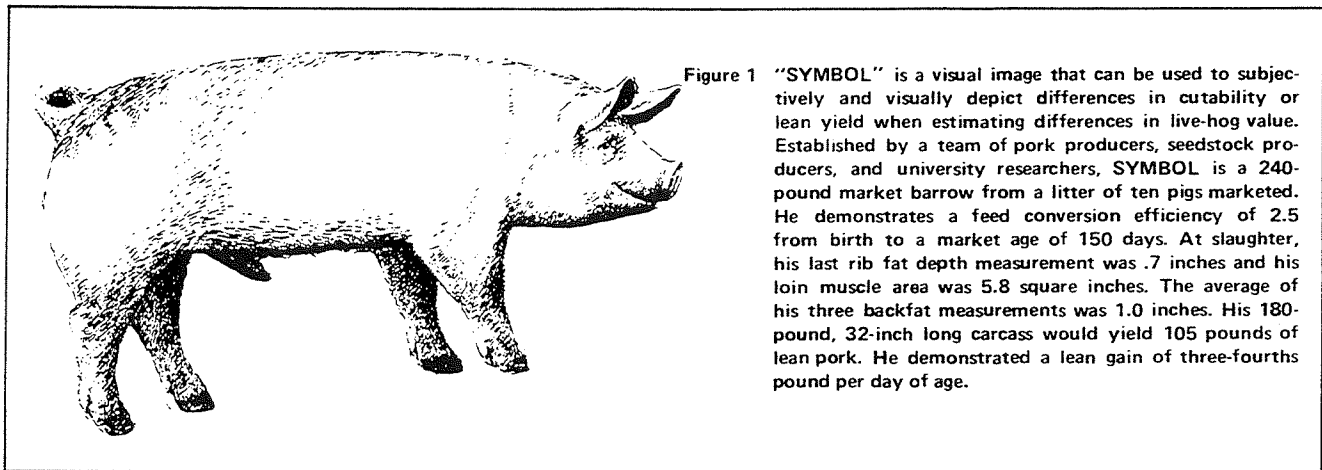 Figure 1 "SYMBOL" is a visual image that can be used to subjec-
tively and visually depict differences in cutability or
lean yield when estimating differences in live-hog value.
Established by a team of pork producers, seedstock pro-
ducers, and university researchers, SYMBOL is a 240-
pound market barrow from a litter of ten pigs marketed.
He demonstrates a feed conversion efficiency of 2.5
from birth to a market age of 150 days. At slaughter,
his last rib fat depth measurement was .7 inches and his
loin muscle area was 5.8 square inches. The average of
his three backfat measurements was 1.0 inches. His 180-
pound, 32-inch long carcass would yield 105 pounds of
lean pork. He demonstrated a lean gain of three-fourths
pound per day of age.